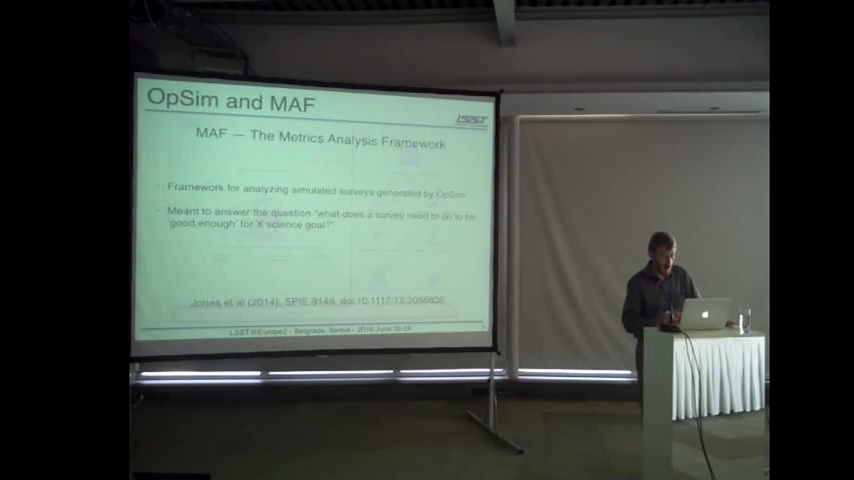 OpSim and MAF
LSST
MAF — The Metrics Analysis Framework
· Framework for analyzing simulated surveys generated by OpSim
· Meant to answer the question "what does a survey need to do to be
'good enough' for X science goal?"
Jones et al (2014), SPIE 9149, doi:10.1117/12.2056835
LSST@Europe2 - Belgrade, Serbia - 2016 June 20-24